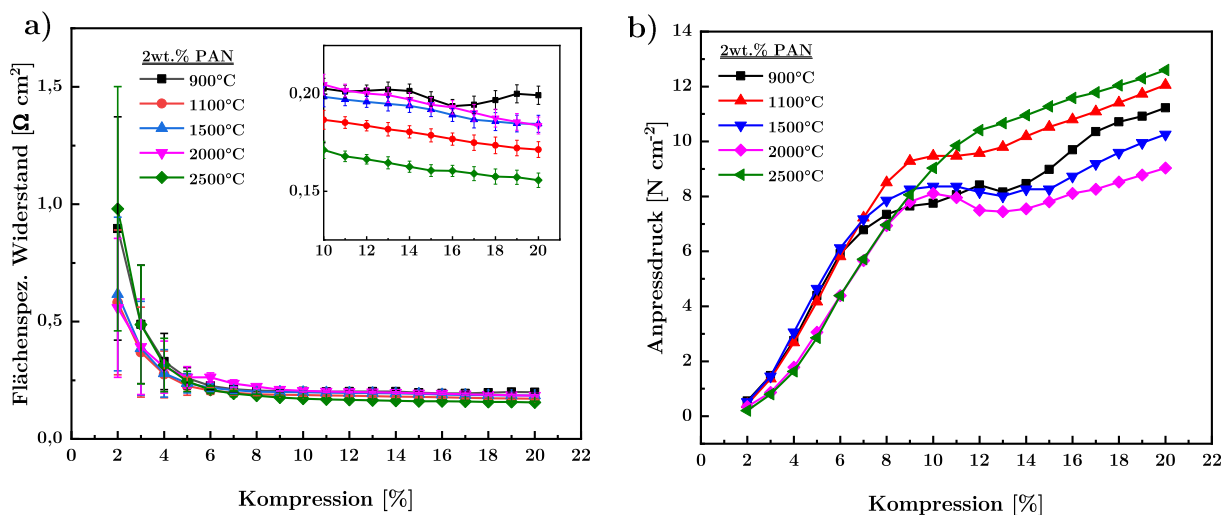 a)
2wt.% PAN
900°C
1100°C
1500°C
2000°C
2500°C
Flächenspez. Widerstand [Ω cm²]
1,5
1,0
0,5
0,0
0 2 4 6 8 10 12 14 16 18 20 22
Kompression [%]
0,20
0,15
10 12 14 16 18 20
b)
2wt.% PAN
900°C
1100°C
1500°C
2000°C
2500°C
Anpressdruck [N cm⁻²]
14
12
10
8
6
4
2
0
0 2 4 6 8 10 12 14 16 18 20 22
Kompression [%]